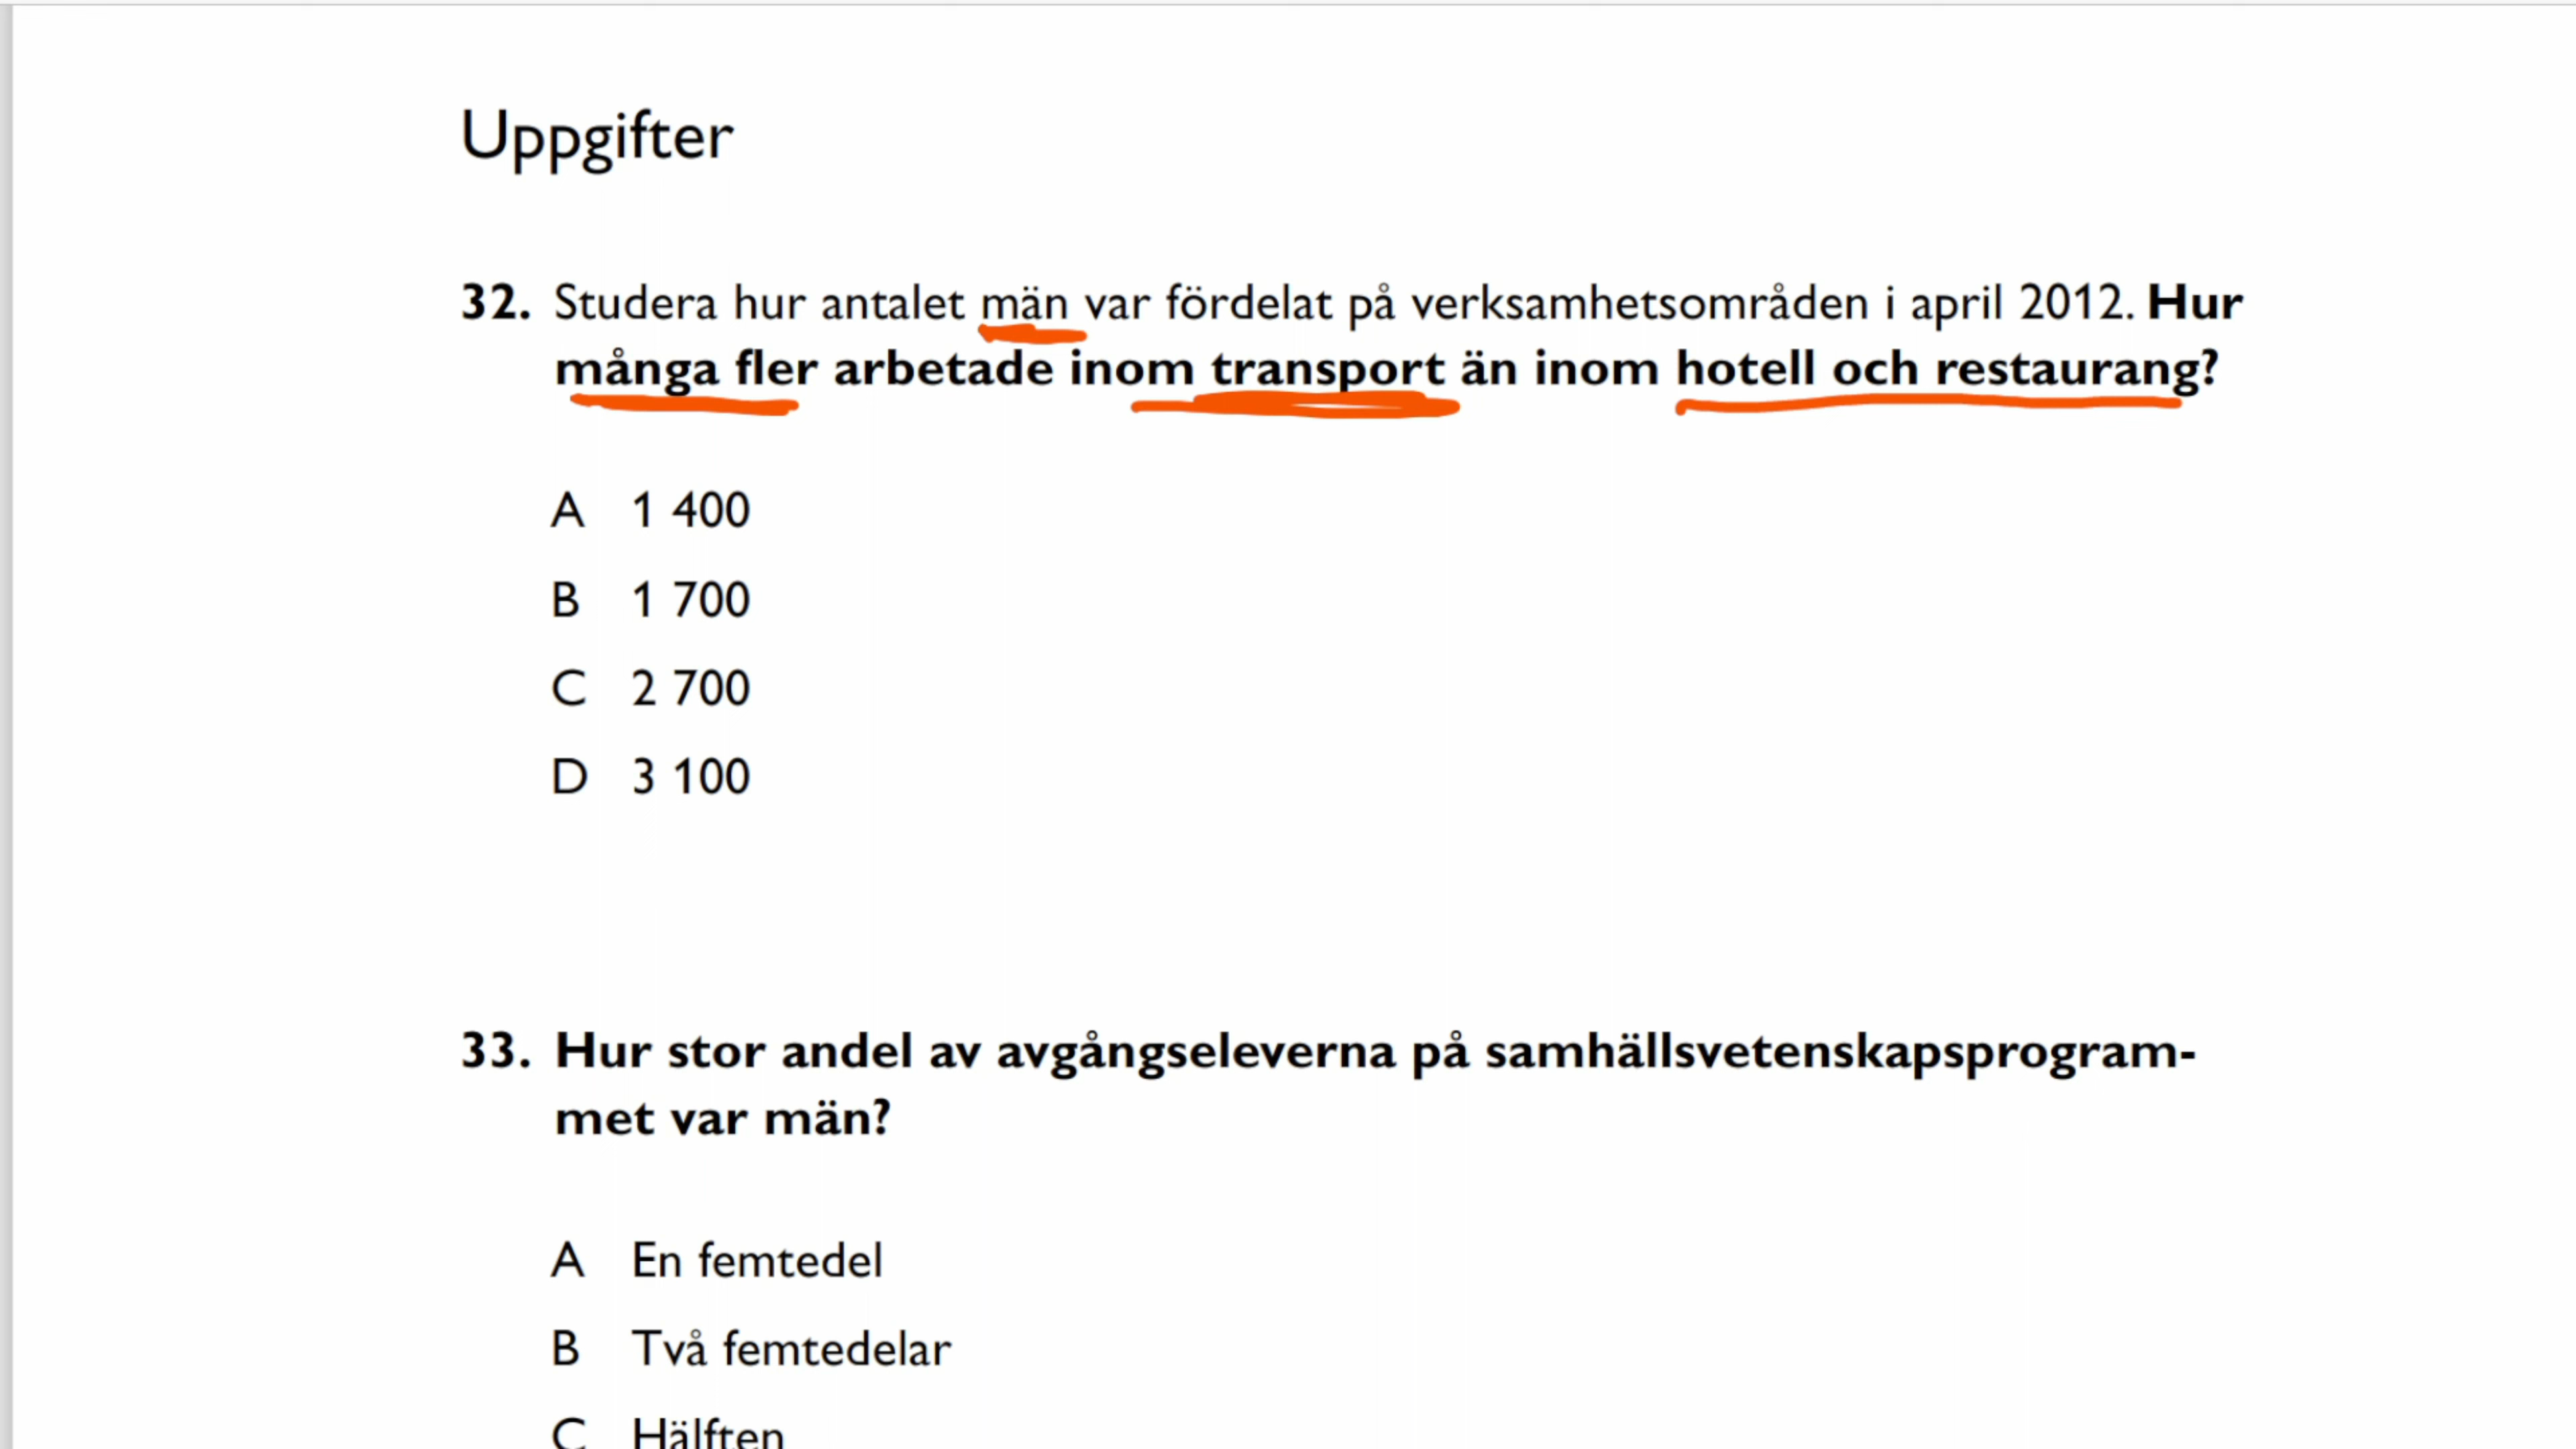 Uppgifter
32. Studera hur antalet män var fördelat på verksamhetsområden i april 2012. Hur
många fler arbetade inom transport än inom hotell och restaurang?
A 1 400
B 1 700
C 2 700
D 3 100
33. Hur stor andel av avgångseleverna på samhällsvetenskapsprogram-
met var män?
A En femtedel
B Två femtedelar
C Hälften